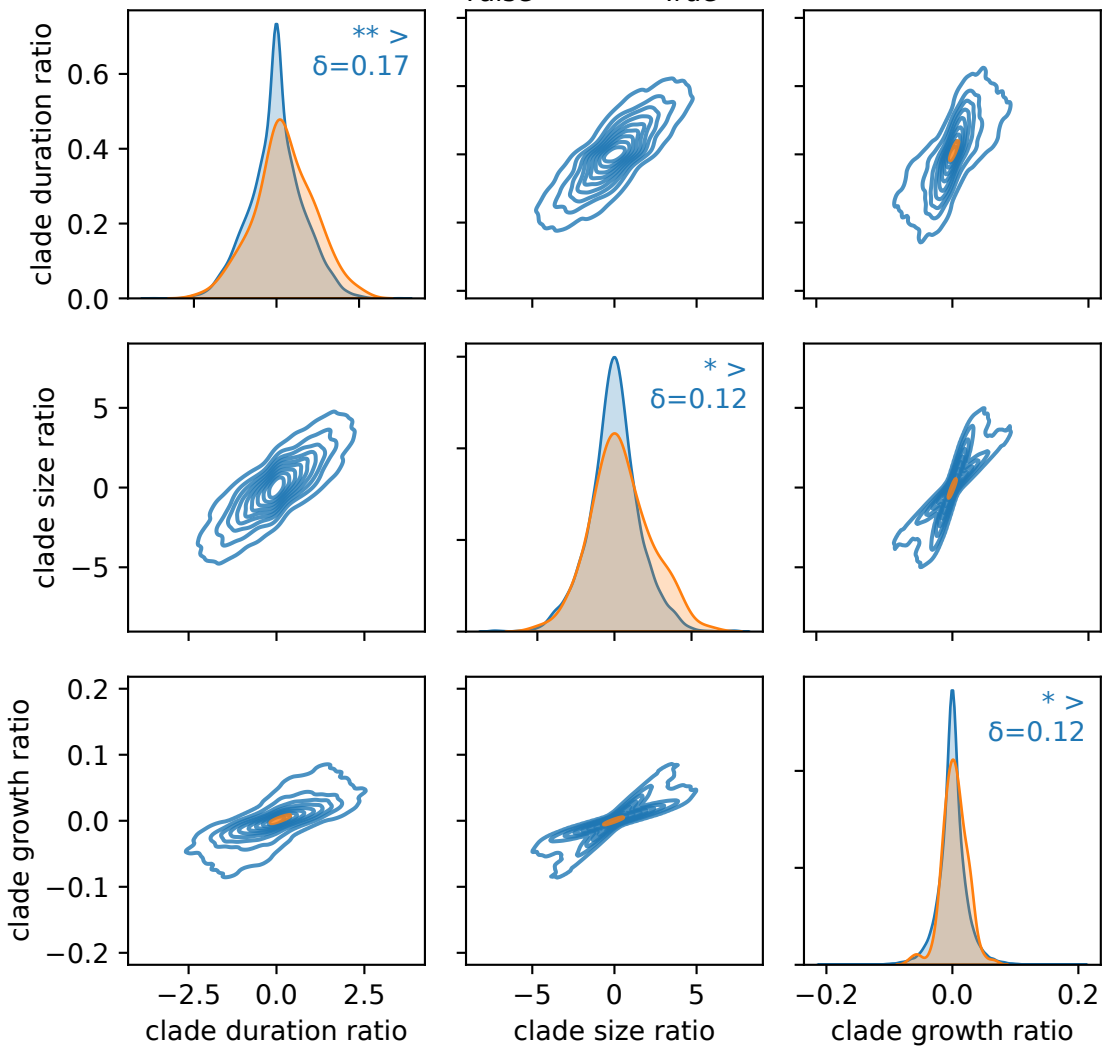 ** >
δ=0.17
0.6
0.4
0.2
0.0
clade duration ratio
* >
δ=0.12
5
0
−5
clade size ratio
* >
δ=0.12
0.2
0.1
0.0
−0.1
−0.2
clade growth ratio
−2.5 0.0 2.5
−5 0 5
−0.2 0.0 0.2
clade duration ratio
clade size ratio
clade growth ratio